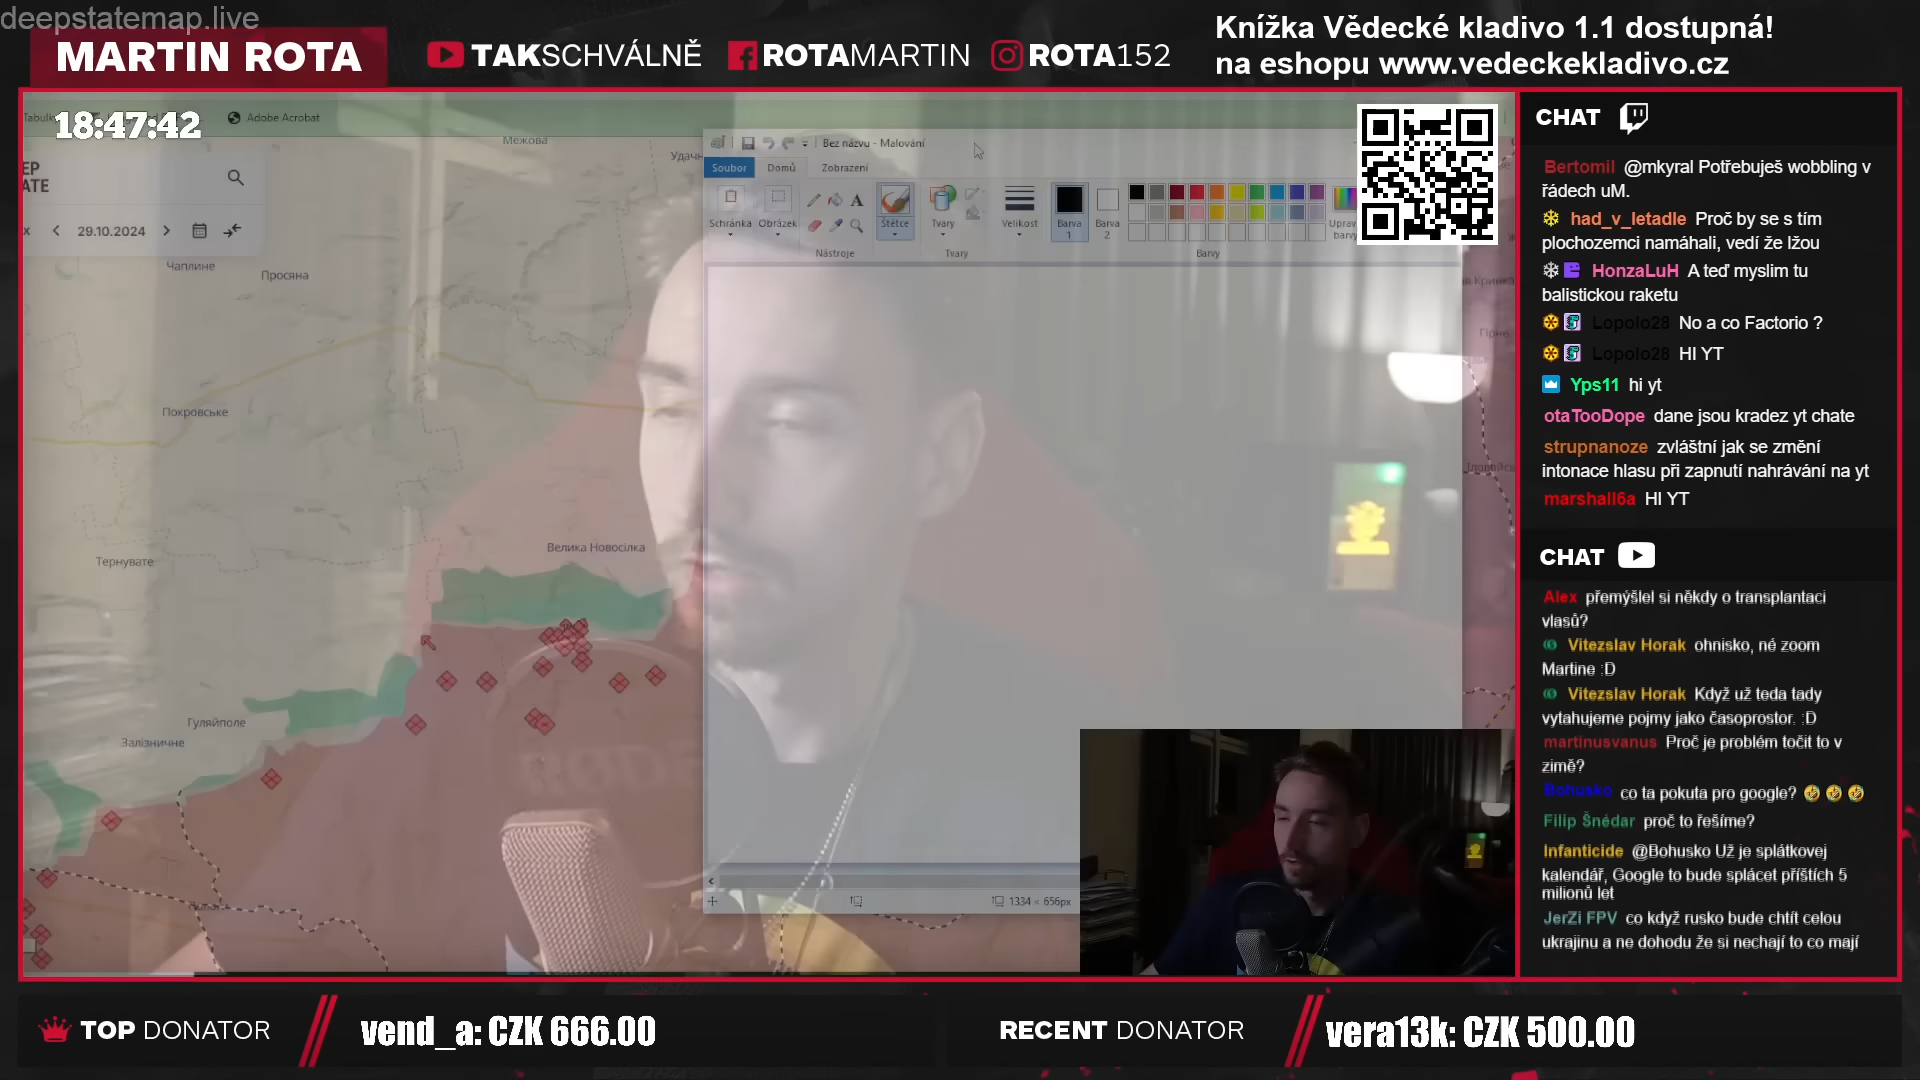 deepstatemap.live
MARTIN ROTA
TAKSCHVÁLNĚ
ROTAMARTIN
ROTA152
Knížka Vědecké kladivo 1.1 dostupná!
na eshopu www.vedeckekladivo.cz
18:47:42
Adobe Acrobat
29.10.2024
Межова
Чаплине
Просяна
Покровське
Тернувате
Велика Новосілка
Гуляйполе
Залізничне
Bez názvu - Malování
Soubor
Domů
Zobrazení
Schránka
Obrázek
Nástroje
Štětce
Tvary
Tvary
Velikost
Barva
1
Barva
2
Barvy
1334 × 656px
CHAT
Bertomil @mkyral Potřebuješ wobbling v
řádech uM.
had_v_letadle Proč by se s tím
plochozemci namáhali, vedí že lžou
HonzaLuH A teď myslim tu
balistickou raketu
Lopolo28 No a co Factorio ?
Lopolo28 HI YT
Yps11 hi yt
otaTooDope dane jsou kradez yt chate
strupnanoze zvláštní jak se změní
intonace hlasu při zapnutí nahrávání na yt
marshall6a HI YT
CHAT
Alex přemýšlel si někdy o transplantaci
vlasů?
Vitezslav Horak ohnisko, né zoom
Martine :D
Vitezslav Horak Když už teda tady
vytahujeme pojmy jako časoprostor. :D
martinusvanus Proč je problém točit to v
zimě?
Bohusko co ta pokuta pro google? 🤣🤣🤣
Filip Šnédar proč to řešíme?
Infanticide @Bohusko Už je splátkovej
kalendář, Google to bude splácet příštích 5
milionů let
JerZi FPV co když rusko bude chtít celou
ukrajinu a ne dohodu že si nechají to co mají
TOP DONATOR
vend_a: CZK 666.00
RECENT DONATOR
vera13k: CZK 500.00